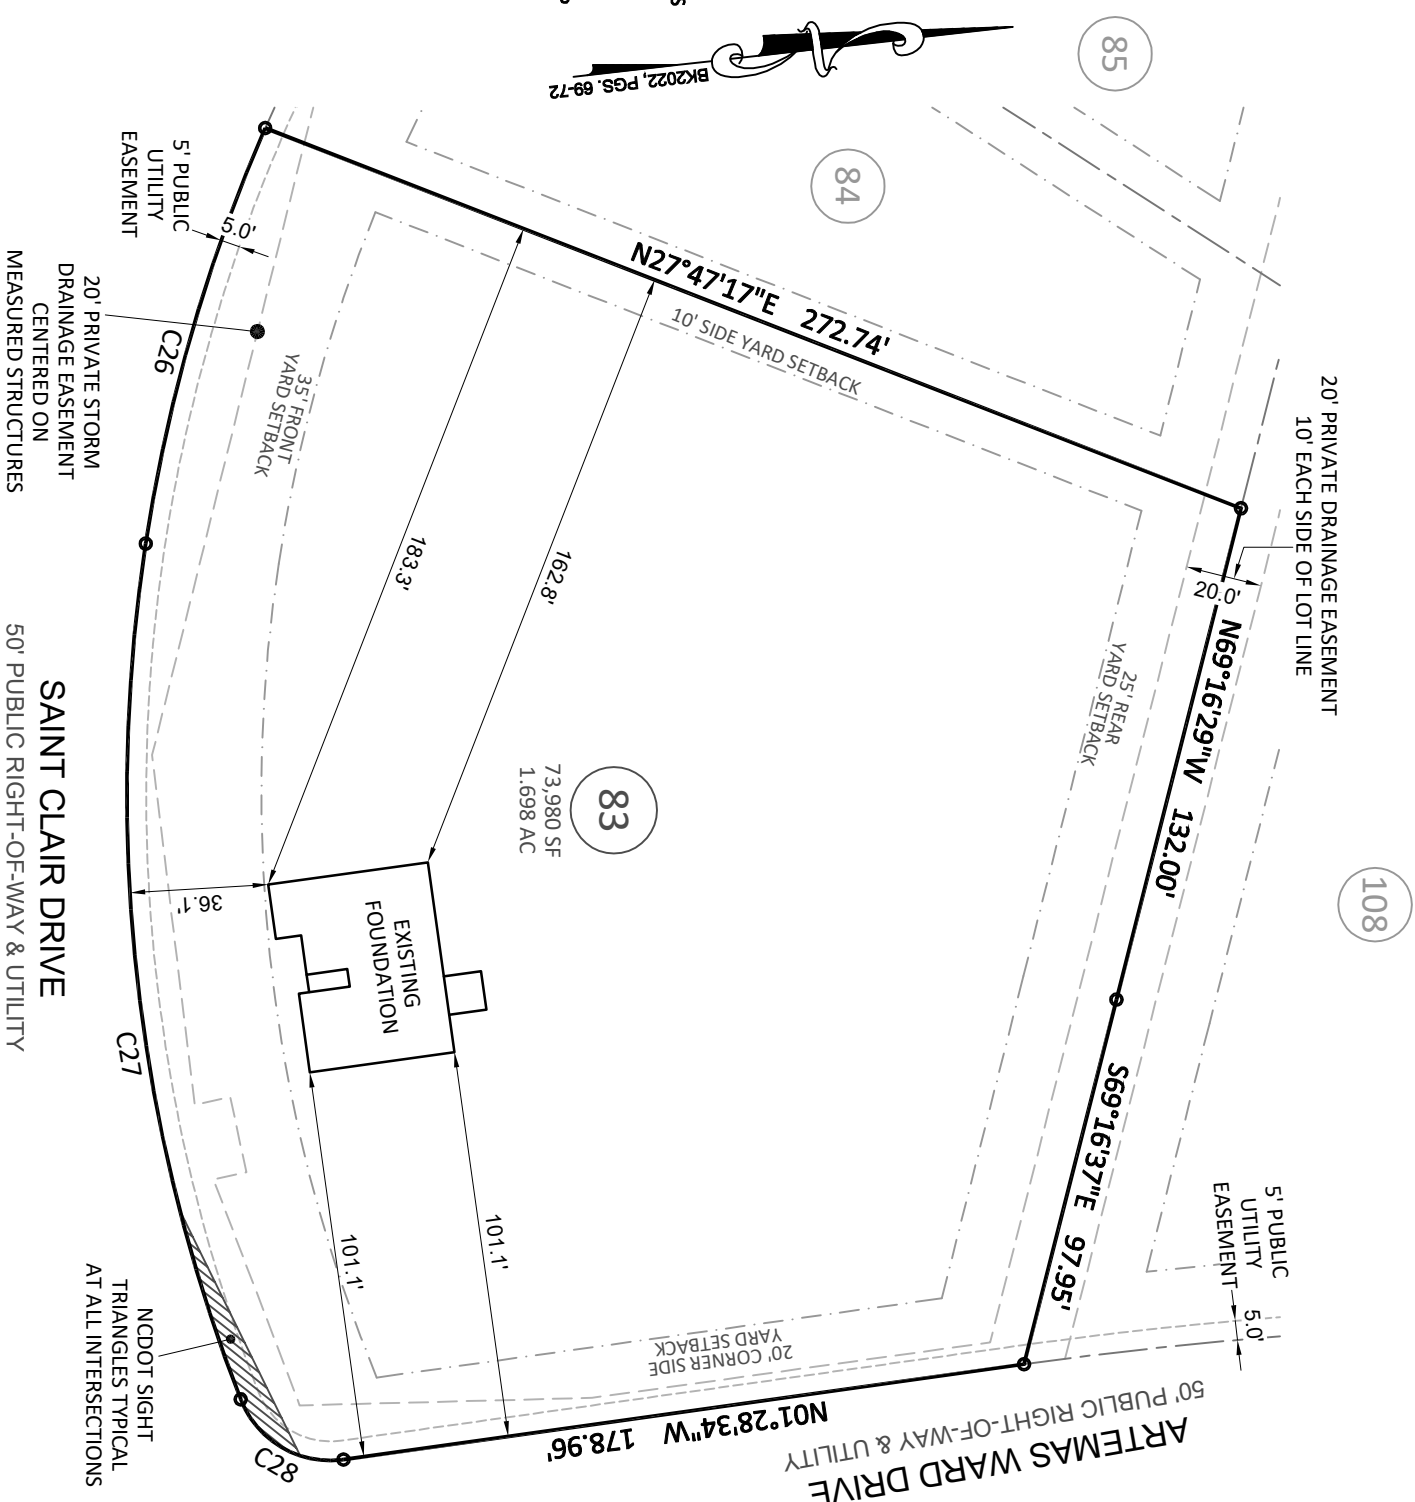 BK2022, PGS. 69-72
85
84
5' PUBLIC
UTILITY
EASEMENT
5.0'
20' PRIVATE STORM
DRAINAGE EASEMENT
CENTERED ON
MEASURED STRUCTURES
C26
35' FRONT
YARD SETBACK
N27°47'17"E 272.74'
10' SIDE YARD SETBACK
20' PRIVATE DRAINAGE EASEMENT
10' EACH SIDE OF LOT LINE
20.0'
N69°16'29"W 132.00'
25' REAR
YARD SETBACK
183.3'
162.8'
83
73,980 SF
1.698 AC
108
SAINT CLAIR DRIVE
50' PUBLIC RIGHT-OF-WAY & UTILITY
36.1'
EXISTING
FOUNDATION
C27
S69°16'37"E 97.95'
5' PUBLIC
UTILITY
EASEMENT
5.0'
101.1'
101.1'
NCDOT SIGHT
TRIANGLES TYPICAL
AT ALL INTERSECTIONS
C28
20' CORNER SIDE
YARD SETBACK
N01°28'34"W 178.96'
50' PUBLIC RIGHT-OF-WAY & UTILITY
ARTEMAS WARD DRIVE